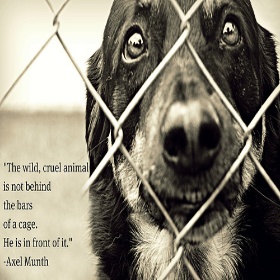 "The wild, cruel animal
is not behind
the bars
of a cage.
He is in front of it."
-Axel Munth